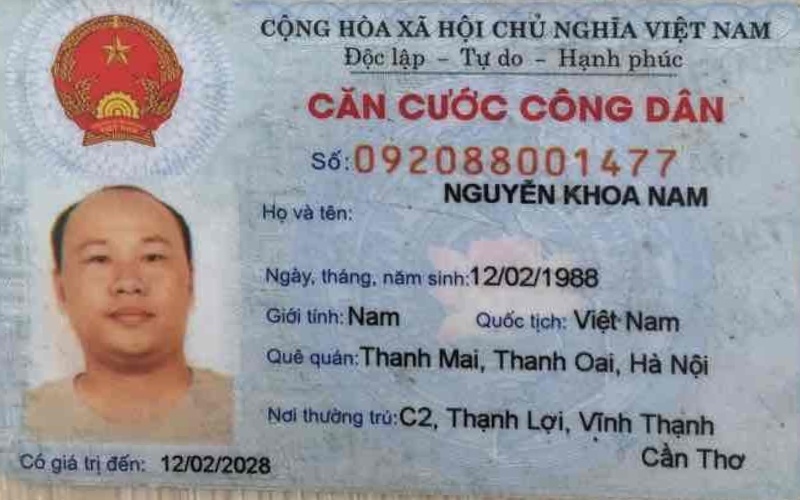 CỘNG HÒA XÃ HỘI CHỦ NGHĨA VIỆT NAM
Độc lập - Tự do - Hạnh phúc
CĂN CƯỚC CÔNG DÂN
Số: 092088001477
NGUYỄN KHOA NAM
Họ và tên:
Ngày, tháng, năm sinh: 12/02/1988
Giới tính: Nam Quốc tịch: Việt Nam
Quê quán: Thanh Mai, Thanh Oai, Hà Nội
Nơi thường trú: C2, Thạnh Lợi, Vĩnh Thạnh
Cần Thơ
Có giá trị đến: 12/02/2028